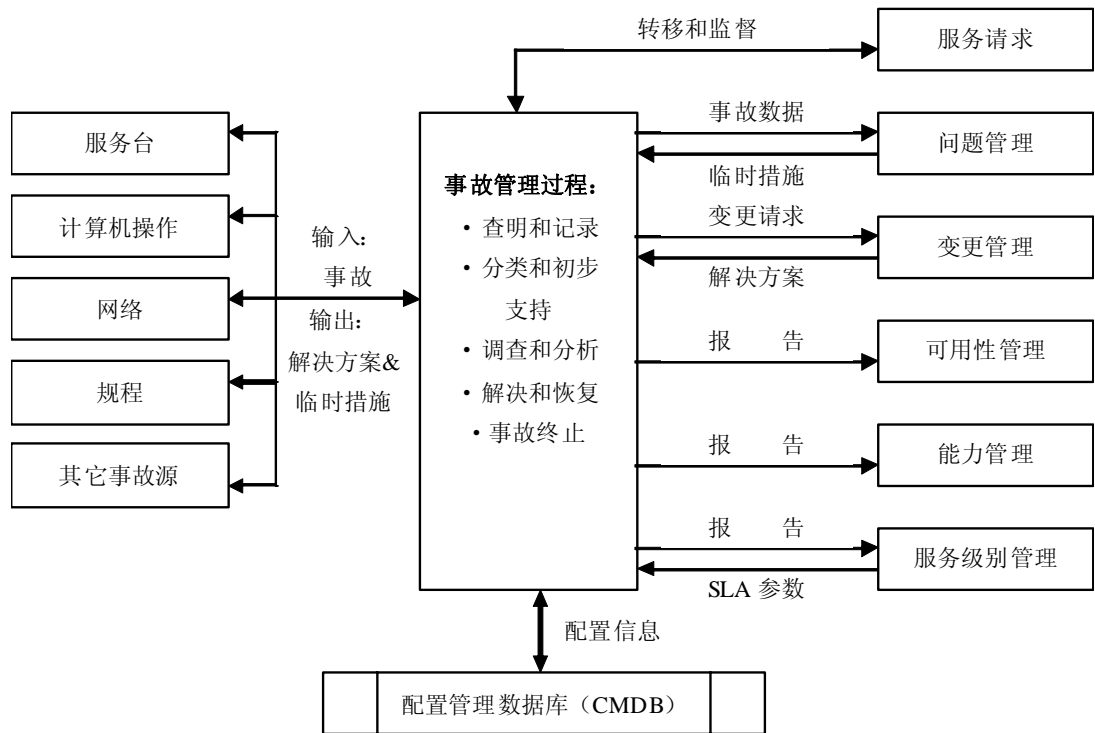 转移和监督
服务请求
服务台
计算机操作
网络
规程
其它事故源
输入：
事故
输出：
解决方案&
临时措施
事故管理过程：
·查明和记录
·分类和初步
支持
·调查和分析
·解决和恢复
·事故终止
事故数据
临时措施
问题管理
变更请求
解决方案
变更管理
报 告
可用性管理
报 告
能力管理
报 告
SLA 参数
服务级别管理
配置信息
配置管理数据库（CMDB）